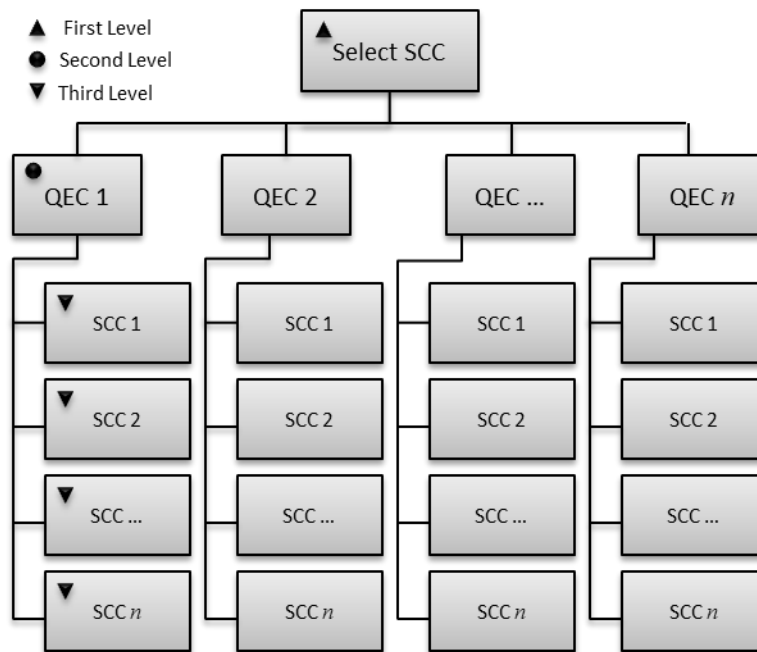 First Level
Second Level
Third Level
Select SCC
QEC 1
QEC 2
QEC ...
QEC n
SCC 1
SCC 1
SCC 1
SCC 1
SCC 2
SCC 2
SCC 2
SCC 2
SCC ...
SCC ...
SCC ...
SCC ...
SCC n
SCC n
SCC n
SCC n